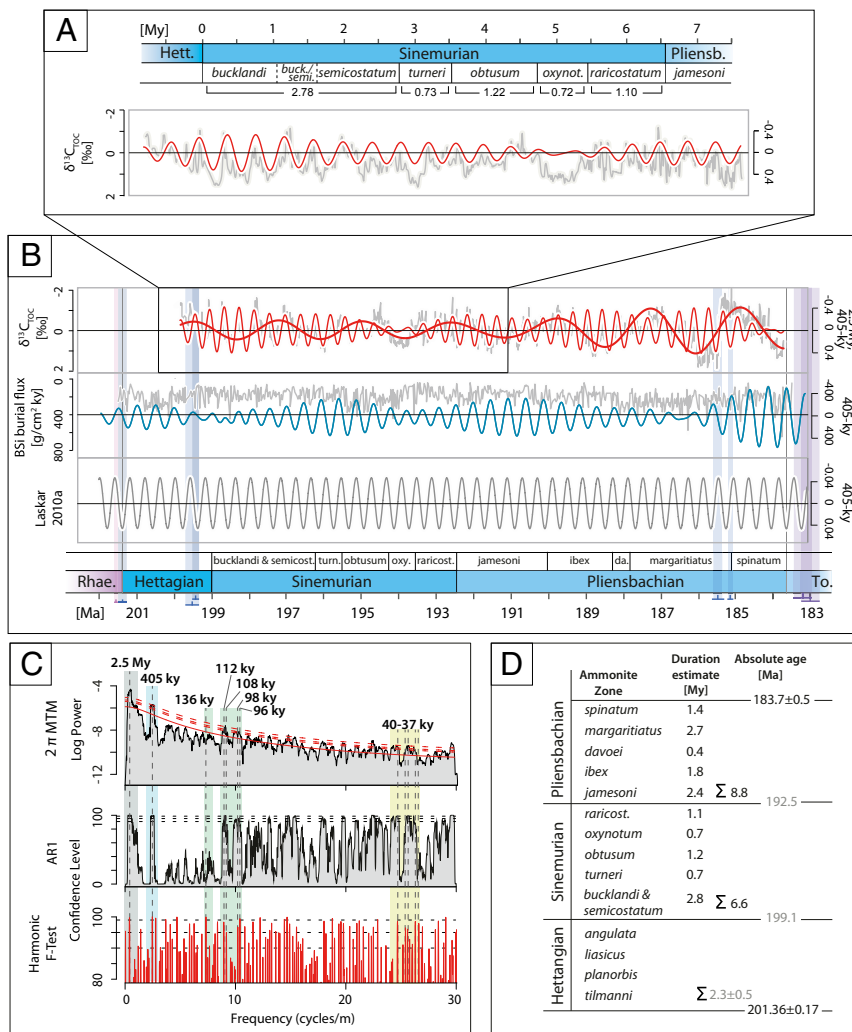 A
[My] 0 1 2 3 4 5 6 7
Hett. Sinemurian Pliensb.
bucklandi buck./ semi. semicostatum turneri obtusum oxynot. raricostatum jamesoni
2.78 0.73 1.22 0.72 1.10
δ¹³C_TOC [‰]
-2 0 2
-0.4 0 0.4
B
δ¹³C_TOC [‰]
-2 0 2
-0.4 0 0.4
405-ky
BSi burial flux [g/cm² ky]
0 400 800
400 0 400
405-ky
Laskar 2010a
-0.04 0 0.04
405-ky
bucklandi & semicost. turn. obtusum oxy. raricost. jamesoni ibex da. margaritiatus spinatum
Rhae. Hettagian Sinemurian Pliensbachian To.
[Ma] 201 199 197 195 193 191 189 187 185 183
C
2.5 My
405 ky
136 ky
112 ky
108 ky
98 ky
96 ky
40-37 ky
2 π MTM
Log Power
-4 -8 -12
AR1
Confidence Level
100 0
Harmonic F-Test
100 80
0 10 20 30
Frequency (cycles/m)
D
Ammonite Zone Duration estimate [My] Absolute age [Ma]
183.7±0.5
Pliensbachian
spinatum 1.4
margaritiatus 2.7
davoei 0.4
ibex 1.8
jamesoni 2.4 Σ 8.8
192.5
Sinemurian
raricost. 1.1
oxynotum 0.7
obtusum 1.2
turneri 0.7
bucklandi & semicostatum 2.8 Σ 6.6
199.1
Hettangian
angulata
liasicus
planorbis
tilmanni Σ 2.3±0.5
201.36±0.17